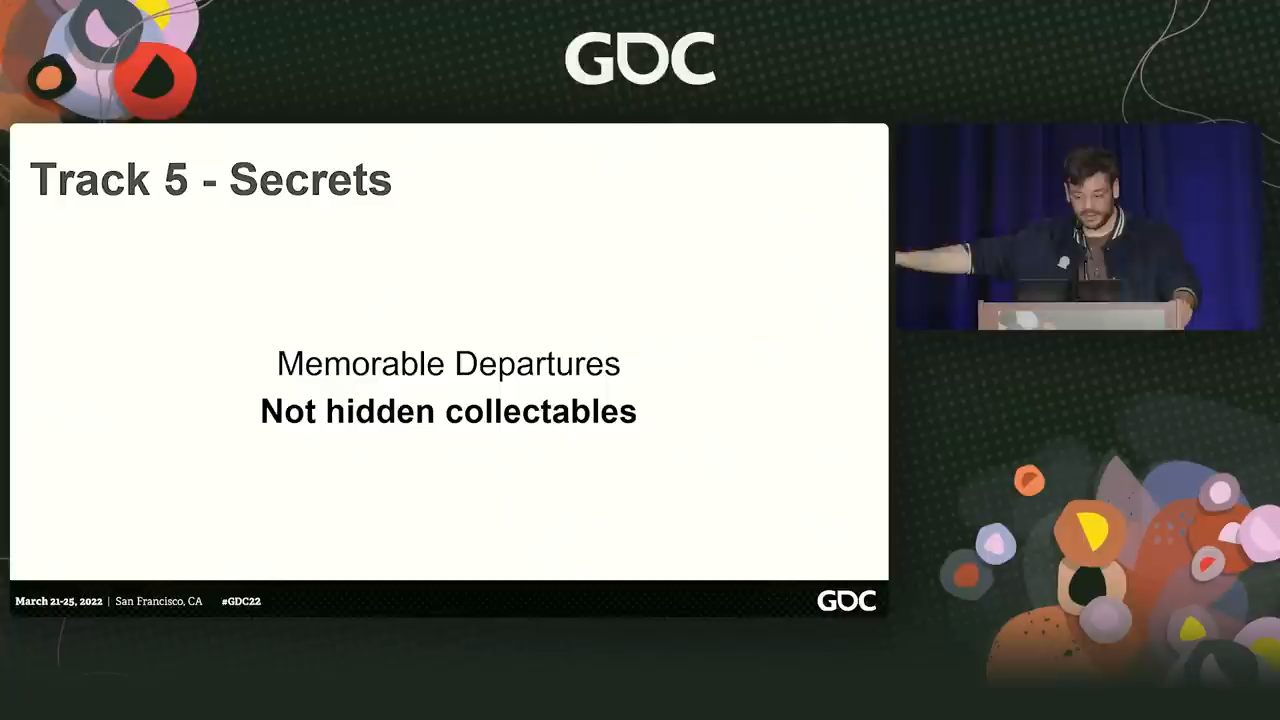 GDC
Track 5 - Secrets
Memorable Departures
Not hidden collectables
March 21-25, 2022 | San Francisco, CA #GDC22
GDC